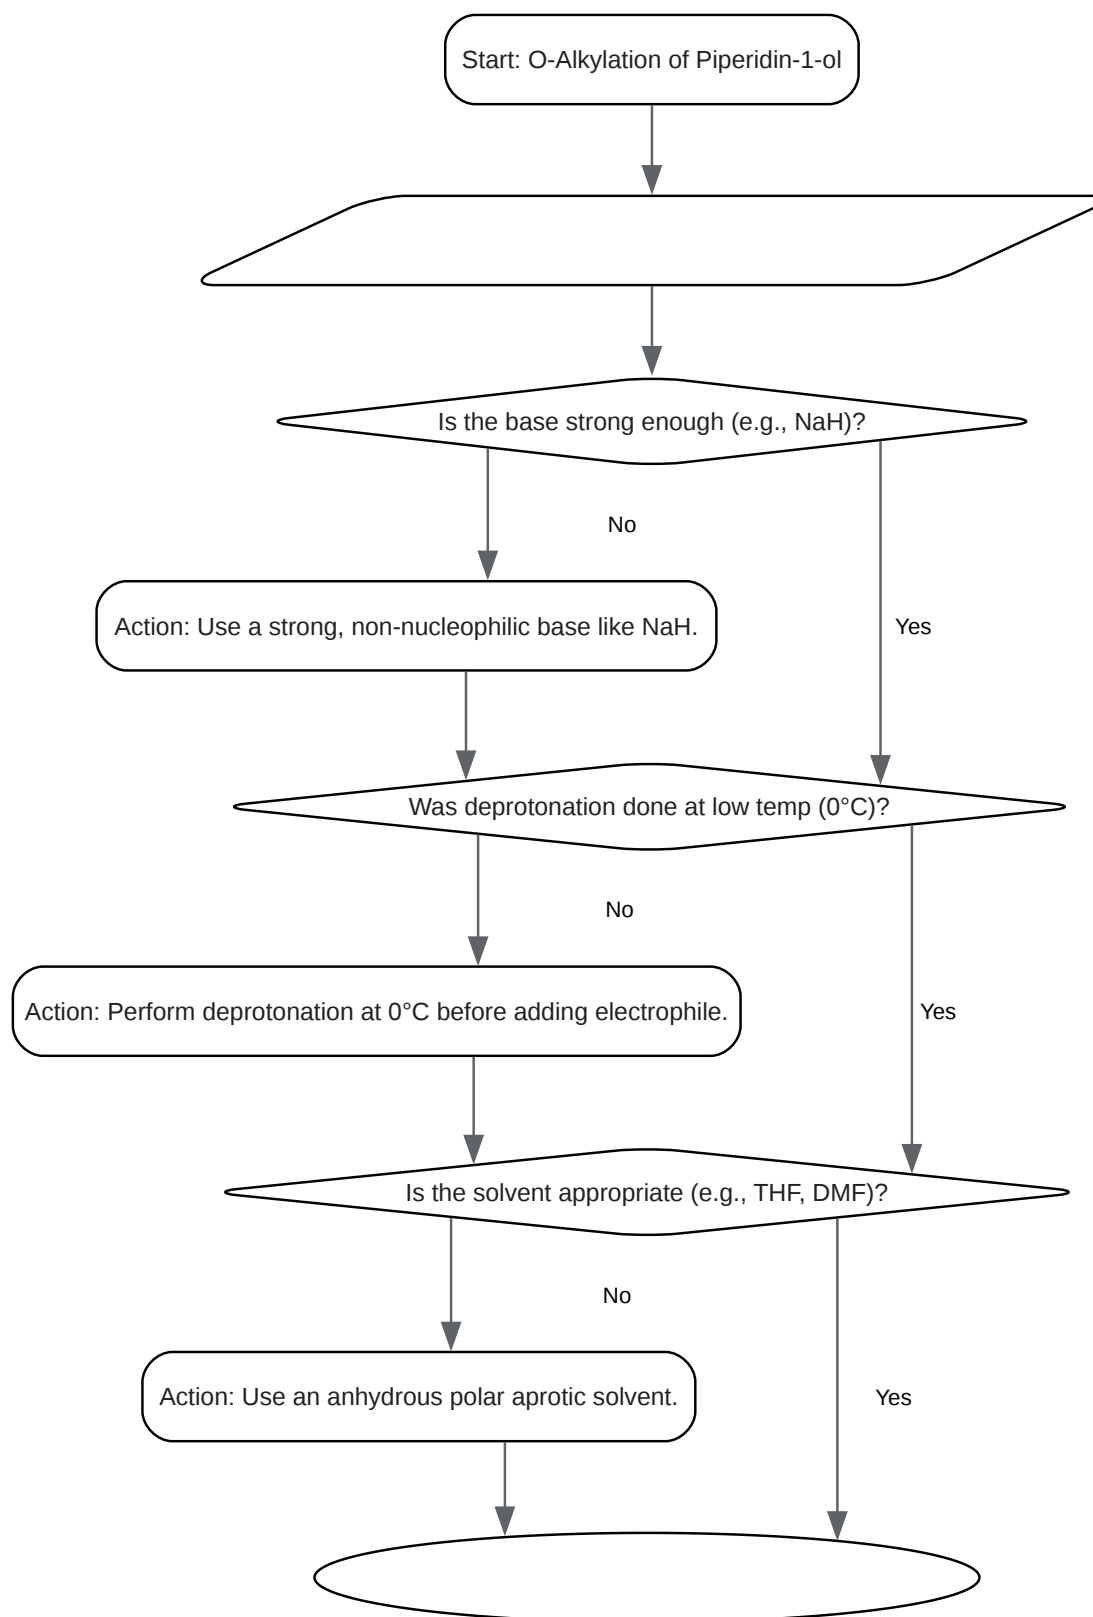 Start: O-Alkylation of Piperidin-1-ol
Is the base strong enough (e.g., NaH)?
No
Action: Use a strong, non-nucleophilic base like NaH.
Yes
Was deprotonation done at low temp (0°C)?
No
Action: Perform deprotonation at 0°C before adding electrophile.
Yes
Is the solvent appropriate (e.g., THF, DMF)?
No
Action: Use an anhydrous polar aprotic solvent.
Yes